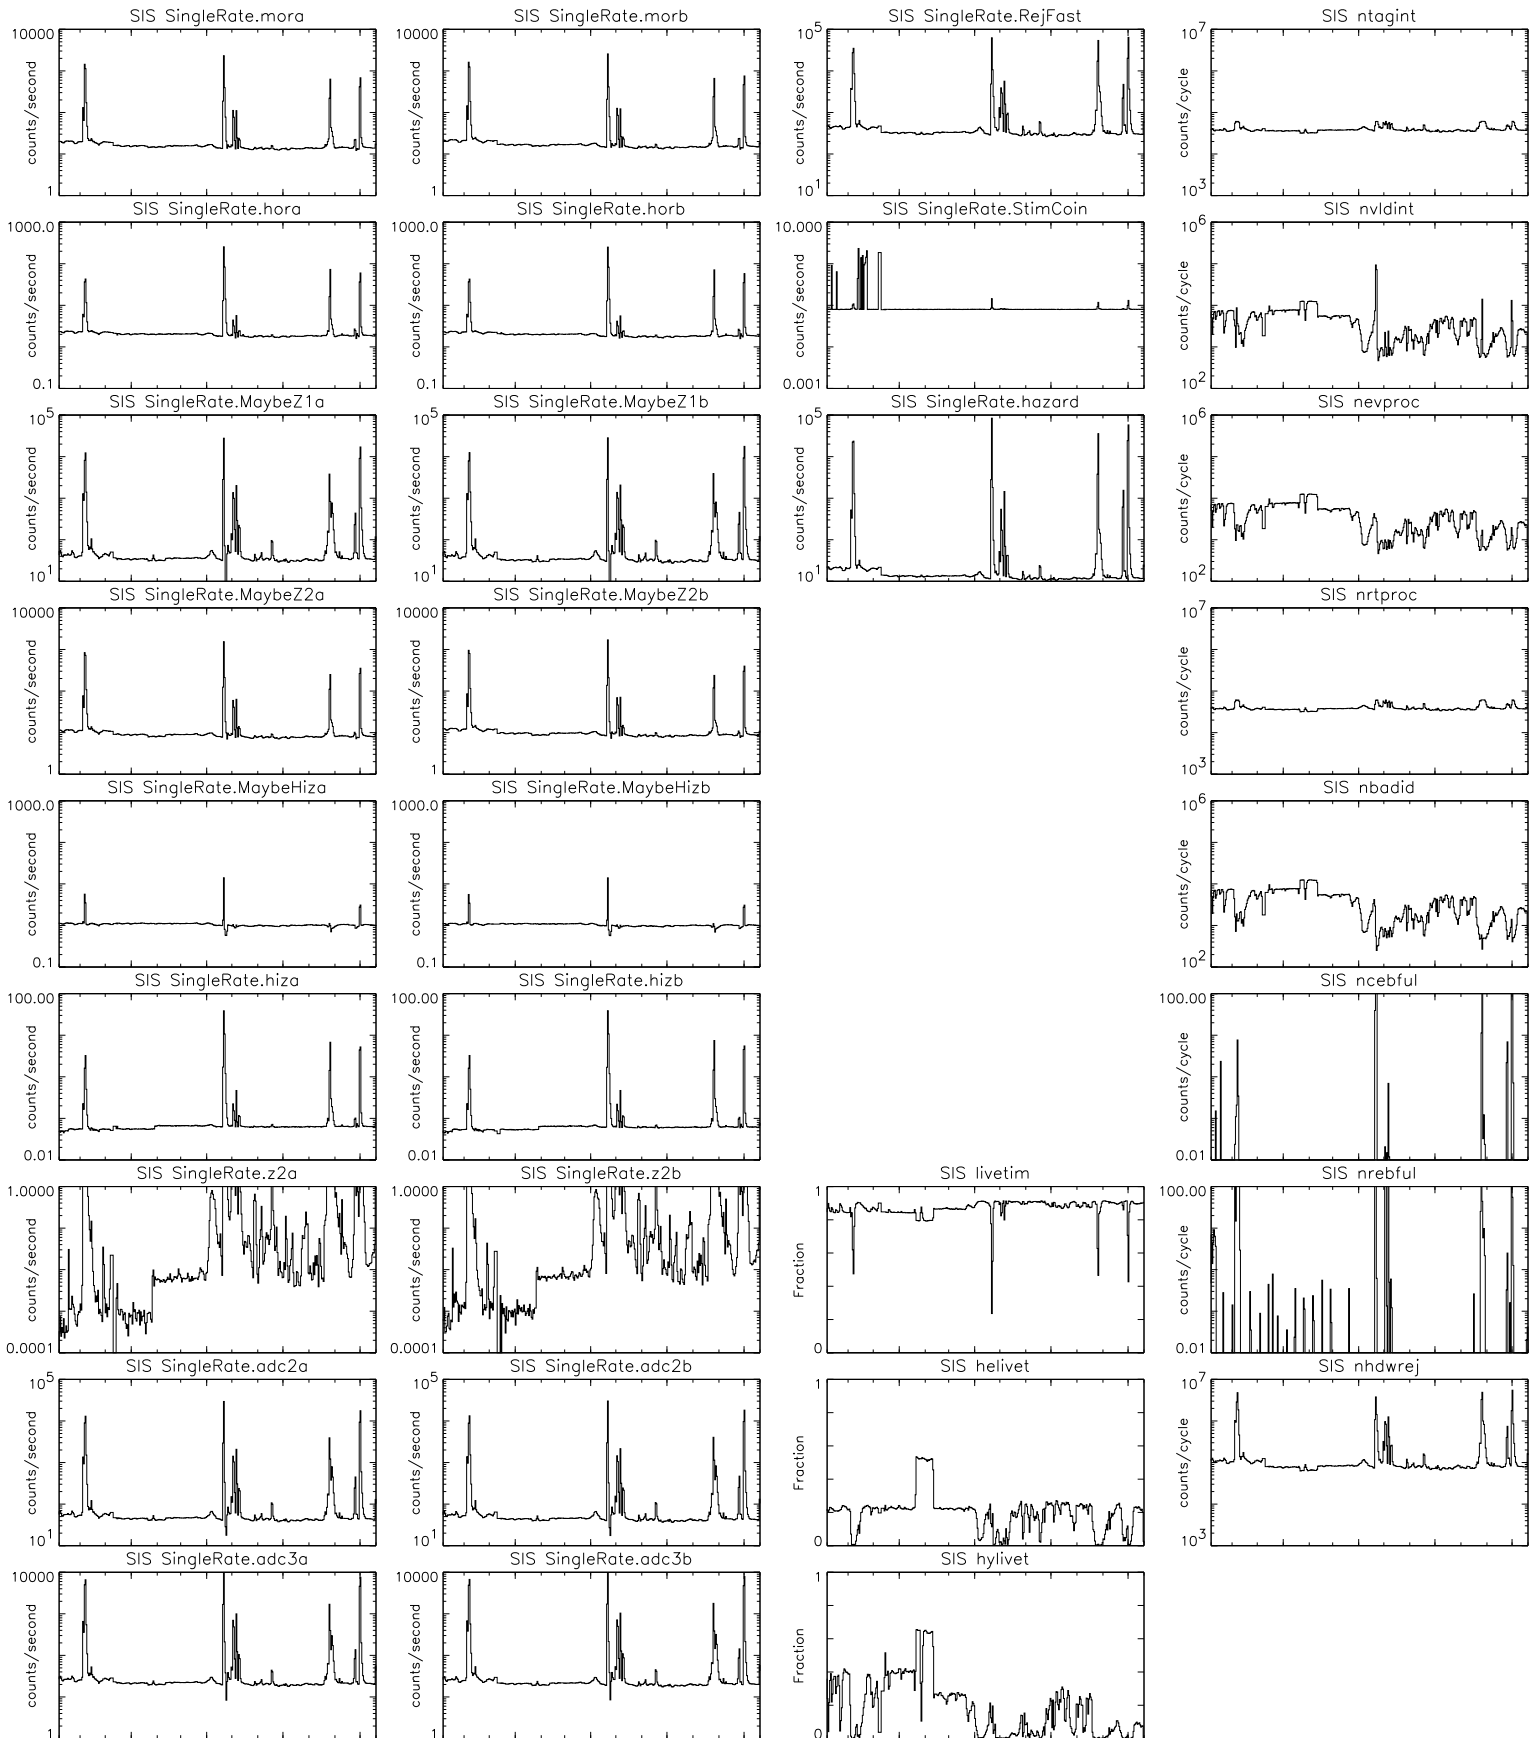 SIS SingleRate.mora
10000
counts/second
1
SIS SingleRate.morb
10000
counts/second
1
SIS SingleRate.RejFast
10^5
counts/second
10^1
SIS ntagint
10^7
counts/cycle
10^3
SIS SingleRate.hora
1000.0
counts/second
0.1
SIS SingleRate.horb
1000.0
counts/second
0.1
SIS SingleRate.StimCoin
10.000
counts/second
0.001
SIS nvldint
10^6
counts/cycle
10^2
SIS SingleRate.MaybeZ1a
10^5
counts/second
10^1
SIS SingleRate.MaybeZ1b
10^5
counts/second
10^1
SIS SingleRate.hazard
10^5
counts/second
10^1
SIS nevproc
10^6
counts/cycle
10^2
SIS SingleRate.MaybeZ2a
10000
counts/second
1
SIS SingleRate.MaybeZ2b
10000
counts/second
1
SIS nrtproc
10^7
counts/cycle
10^3
SIS SingleRate.MaybeHiza
1000.0
counts/second
0.1
SIS SingleRate.MaybeHizb
1000.0
counts/second
0.1
SIS nbadid
10^6
counts/cycle
10^2
SIS SingleRate.hiza
100.00
counts/second
0.01
SIS SingleRate.hizb
100.00
counts/second
0.01
SIS ncebful
100.00
counts/cycle
0.01
SIS SingleRate.z2a
1.0000
counts/second
0.0001
SIS SingleRate.z2b
1.0000
counts/second
0.0001
SIS livetim
1
Fraction
0
SIS nrebful
100.00
counts/cycle
0.01
SIS SingleRate.adc2a
10^5
counts/second
10^1
SIS SingleRate.adc2b
10^5
counts/second
10^1
SIS helivet
1
Fraction
0
SIS nhdwrej
10^7
counts/cycle
10^3
SIS SingleRate.adc3a
10000
counts/second
1
SIS SingleRate.adc3b
10000
counts/second
1
SIS hylivet
1
Fraction
0